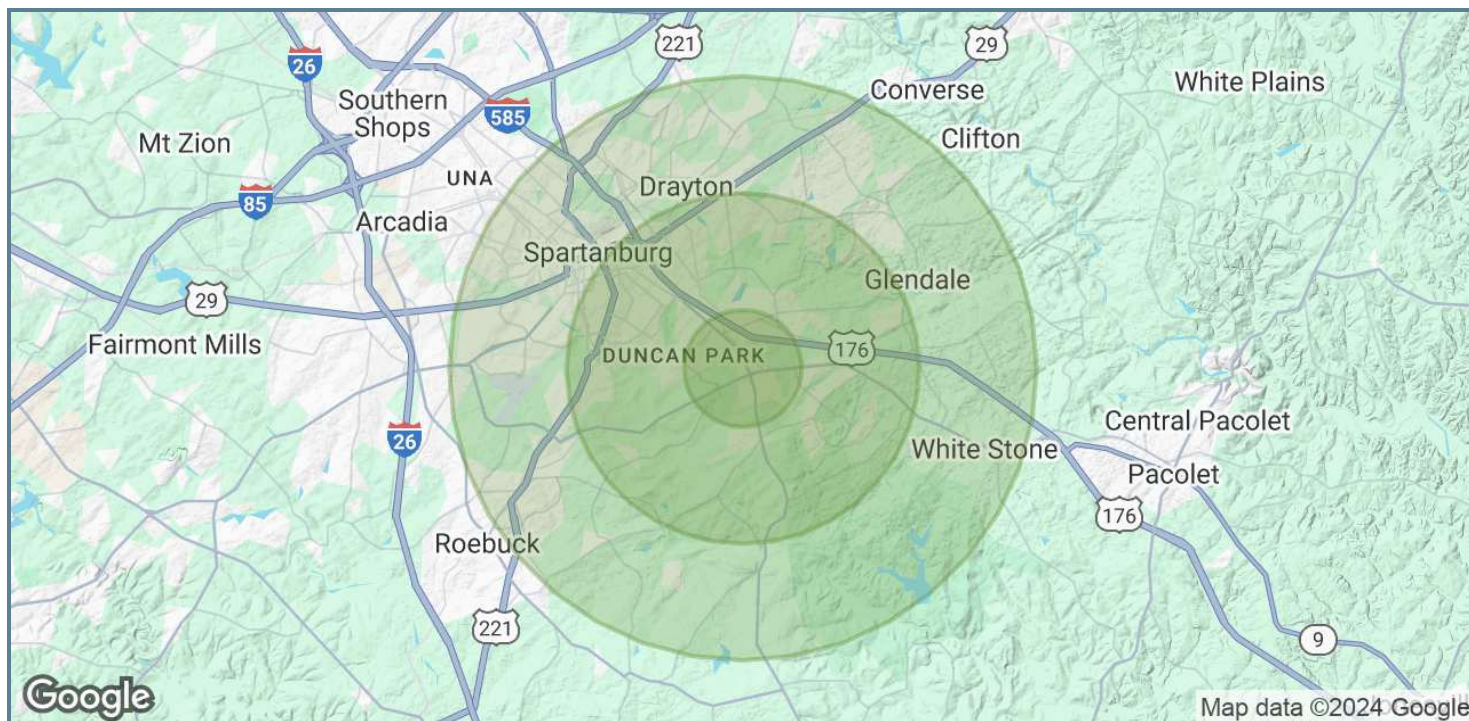 221
29
26
White Plains
Converse
Southern
Shops
585
Clifton
Mt Zion
UNA
Drayton
85
Arcadia
Spartanburg
Glendale
29
Fairmont Mills
DUNCAN PARK
176
26
Central Pacolet
White Stone
Pacolet
176
Roebuck
221
9
Google
Map data ©2024 Google